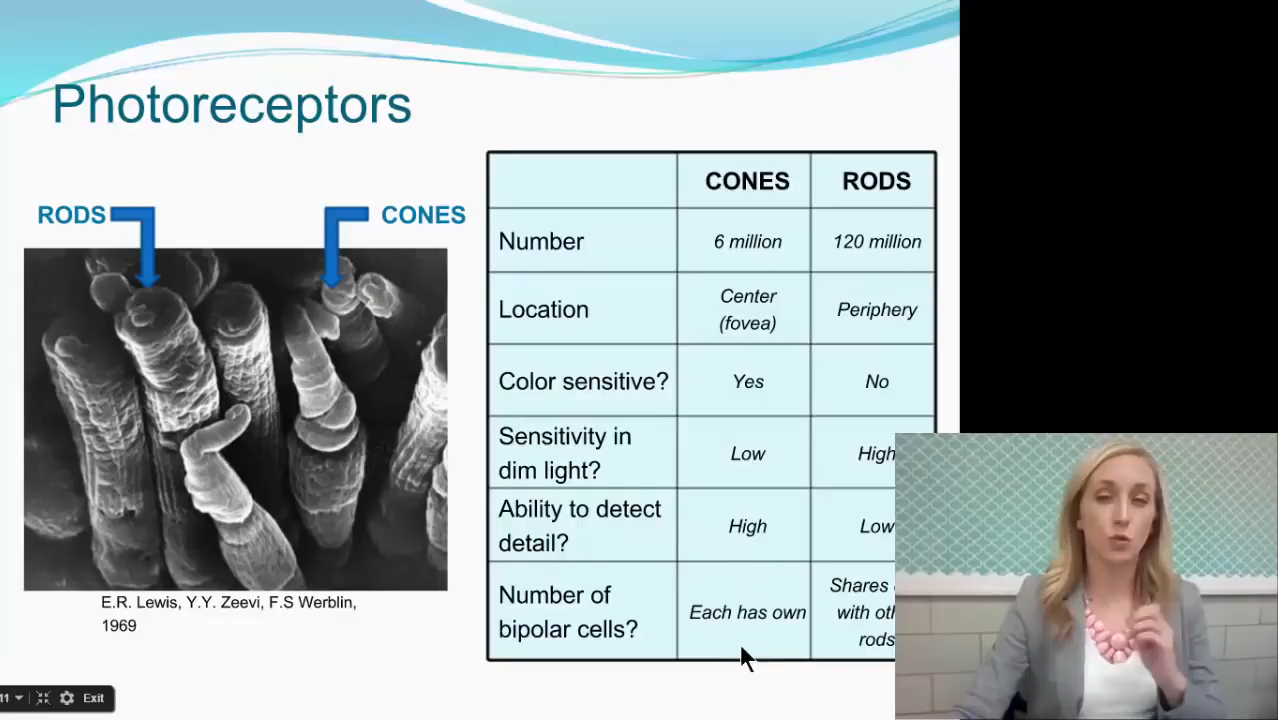 Photoreceptors
RODS
CONES
E.R. Lewis, Y.Y. Zeevi, F.S Werblin,
1969
CONES RODS
Number 6 million 120 million
Location Center (fovea) Periphery
Color sensitive? Yes No
Sensitivity in dim light? Low High
Ability to detect detail? High Low
Number of bipolar cells? Each has own Shares with rods
11
Exit